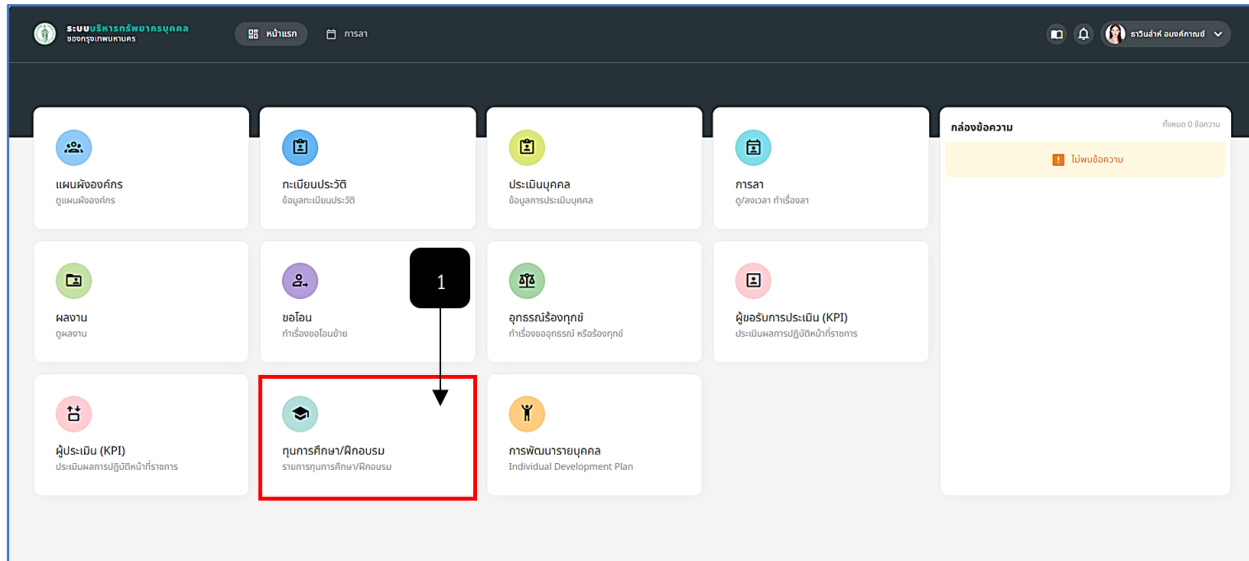 ระบบบริหารทรัพยากรบุคคล
ของกรุงเทพมหานคร
หน้าแรก
การลา
ธาวินส่าห์ อนงค์กาณย์
แผนผังองค์กร
ดูแผนผังองค์กร
ทะเบียนประวัติ
ข้อมูลทะเบียนประวัติ
ประเมินบุคคล
ข้อมูลการประเมินบุคคล
การลา
ดู/ลงเวลา ทำเรื่องลา
กล่องข้อความ
ทั้งหมด 0 ข้อความ
ไม่พบข้อความ
ผลงาน
ดูผลงาน
ขอโอน
ทำเรื่องขอโอนย้าย
1
อุทธรณ์ร้องทุกข์
ทำเรื่องขออุทธรณ์ หรือร้องทุกข์
ผู้ขอรับการประเมิน (KPI)
ประเมินผลการปฏิบัติหน้าที่ราชการ
ผู้ประเมิน (KPI)
ประเมินผลการปฏิบัติหน้าที่ราชการ
ทุนการศึกษา/ฝึกอบรม
รายการทุนการศึกษา/ฝึกอบรม
การพัฒนารายบุคคล
Individual Development Plan